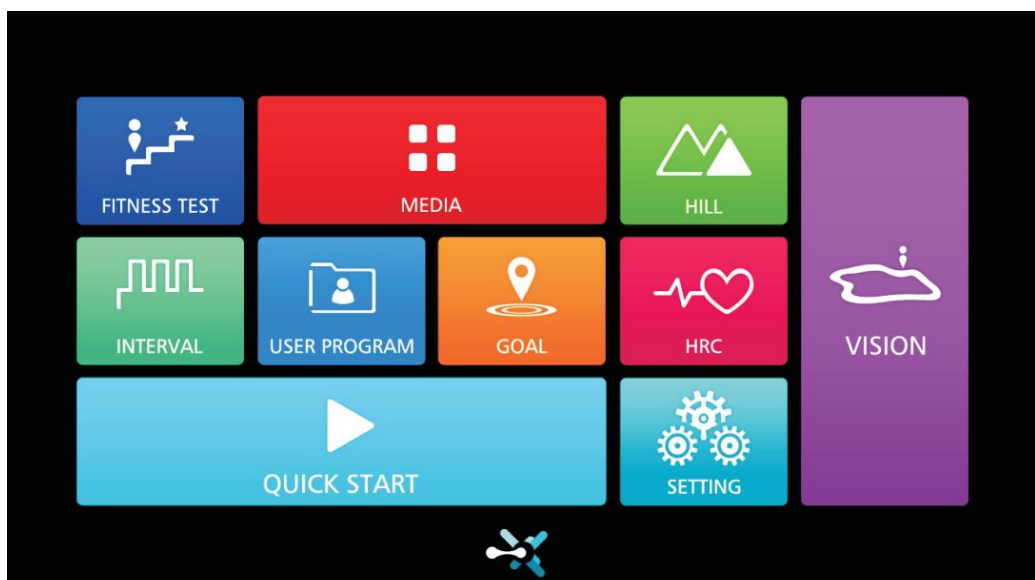 FITNESS TEST
MEDIA
HILL
INTERVAL
USER PROGRAM
GOAL
HRC
VISION
QUICK START
SETTING